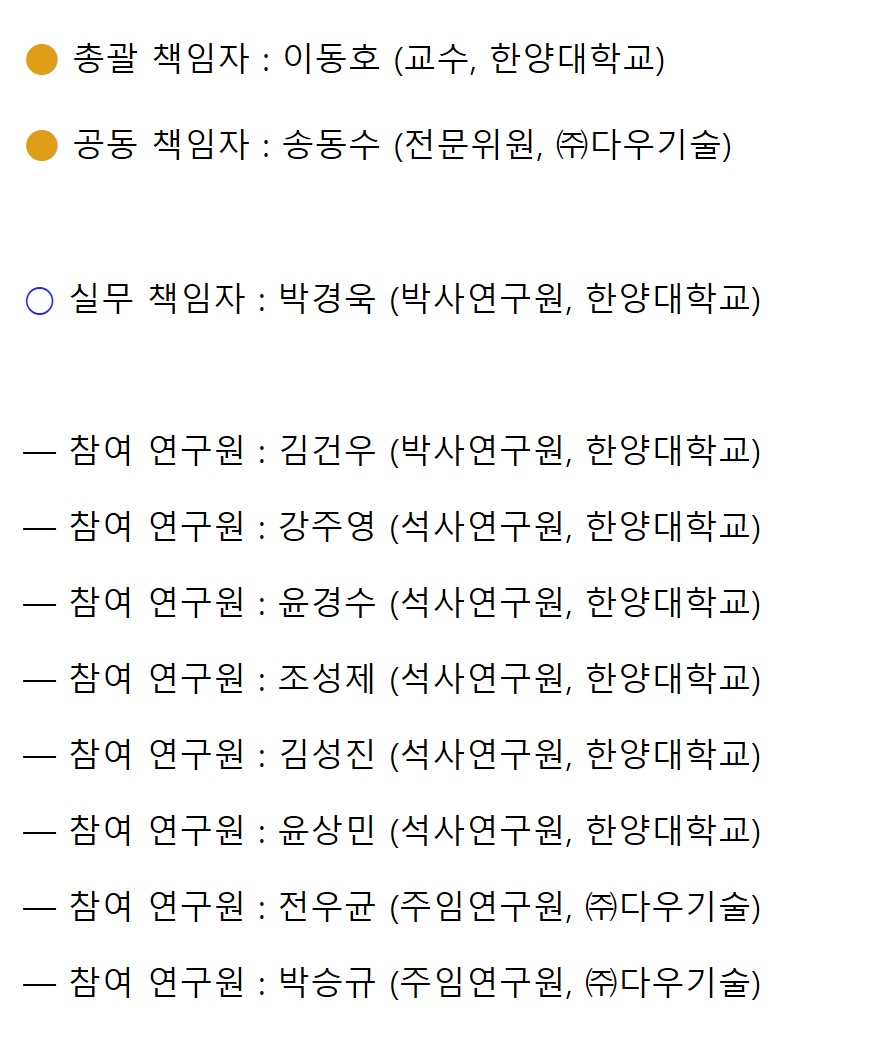 ● 총괄 책임자 : 이동호 (교수, 한양대학교)
● 공동 책임자 : 송동수 (전문위원, ㈜다우기술)
○ 실무 책임자 : 박경욱 (박사연구원, 한양대학교)
― 참여 연구원 : 김건우 (박사연구원, 한양대학교)
― 참여 연구원 : 강주영 (석사연구원, 한양대학교)
― 참여 연구원 : 윤경수 (석사연구원, 한양대학교)
― 참여 연구원 : 조성제 (석사연구원, 한양대학교)
― 참여 연구원 : 김성진 (석사연구원, 한양대학교)
― 참여 연구원 : 윤상민 (석사연구원, 한양대학교)
― 참여 연구원 : 전우균 (주임연구원, ㈜다우기술)
― 참여 연구원 : 박승규 (주임연구원, ㈜다우기술)